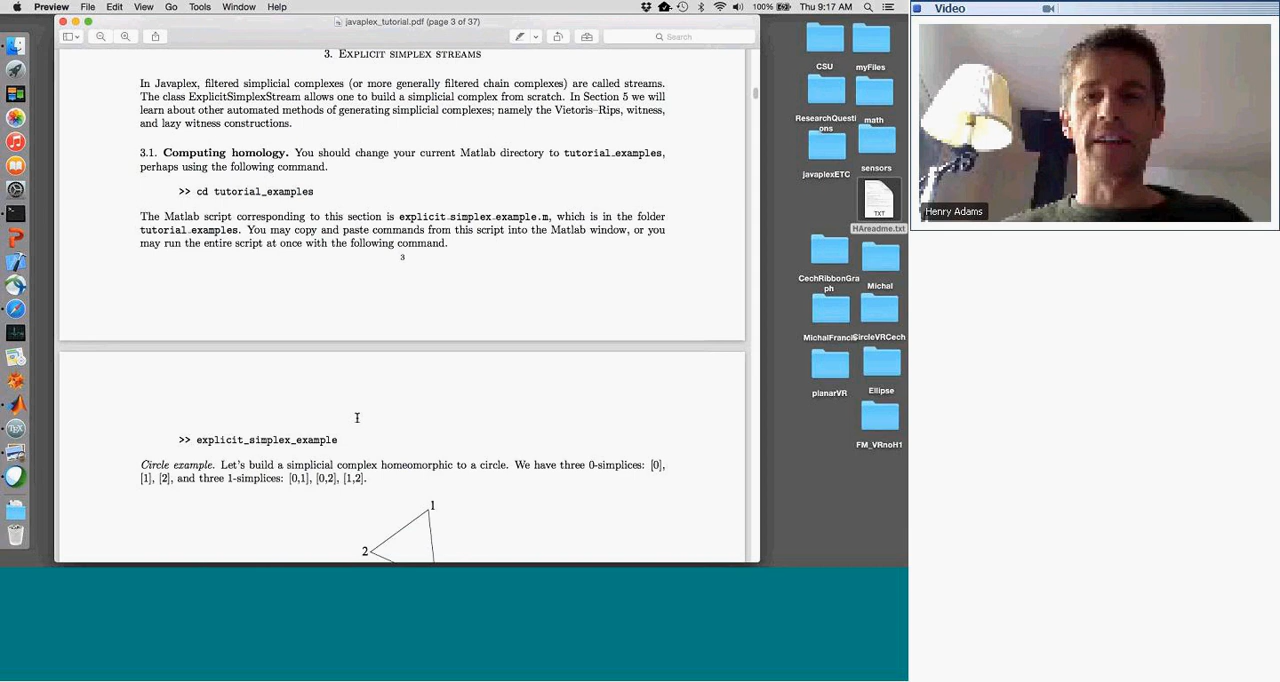 Preview File Edit View Go Tools Window Help
100% Thu 9:17 AM
javaplex_tutorial.pdf (page 3 of 37)
Search
3. Explicit simplex streams
In Javaplex, filtered simplicial complexes (or more generally filtered chain complexes) are called streams.
The class ExplicitSimplexStream allows one to build a simplicial complex from scratch. In Section 5 we will
learn about other automated methods of generating simplicial complexes; namely the Vietoris–Rips, witness,
and lazy witness constructions.
3.1. Computing homology. You should change your current Matlab directory to tutorial_examples,
perhaps using the following command.
>> cd tutorial_examples
The Matlab script corresponding to this section is explicit_simplex_example.m, which is in the folder
tutorial_examples. You may copy and paste commands from this script into the Matlab window, or you
may run the entire script at once with the following command.
3
>> explicit_simplex_example
Circle example. Let's build a simplicial complex homeomorphic to a circle. We have three 0-simplices: [0],
[1], [2], and three 1-simplices: [0,1], [0,2], [1,2].
1
2
CSU
myFiles
ResearchQuesti
ons
math
javaplexETC
sensors
TXT
HAreadme.txt
CechRibbonGra
ph
Michal
MichalFrancis
CircleVRCech
planarVR
Ellipse
FM_VRnoH1
Video
Henry Adams